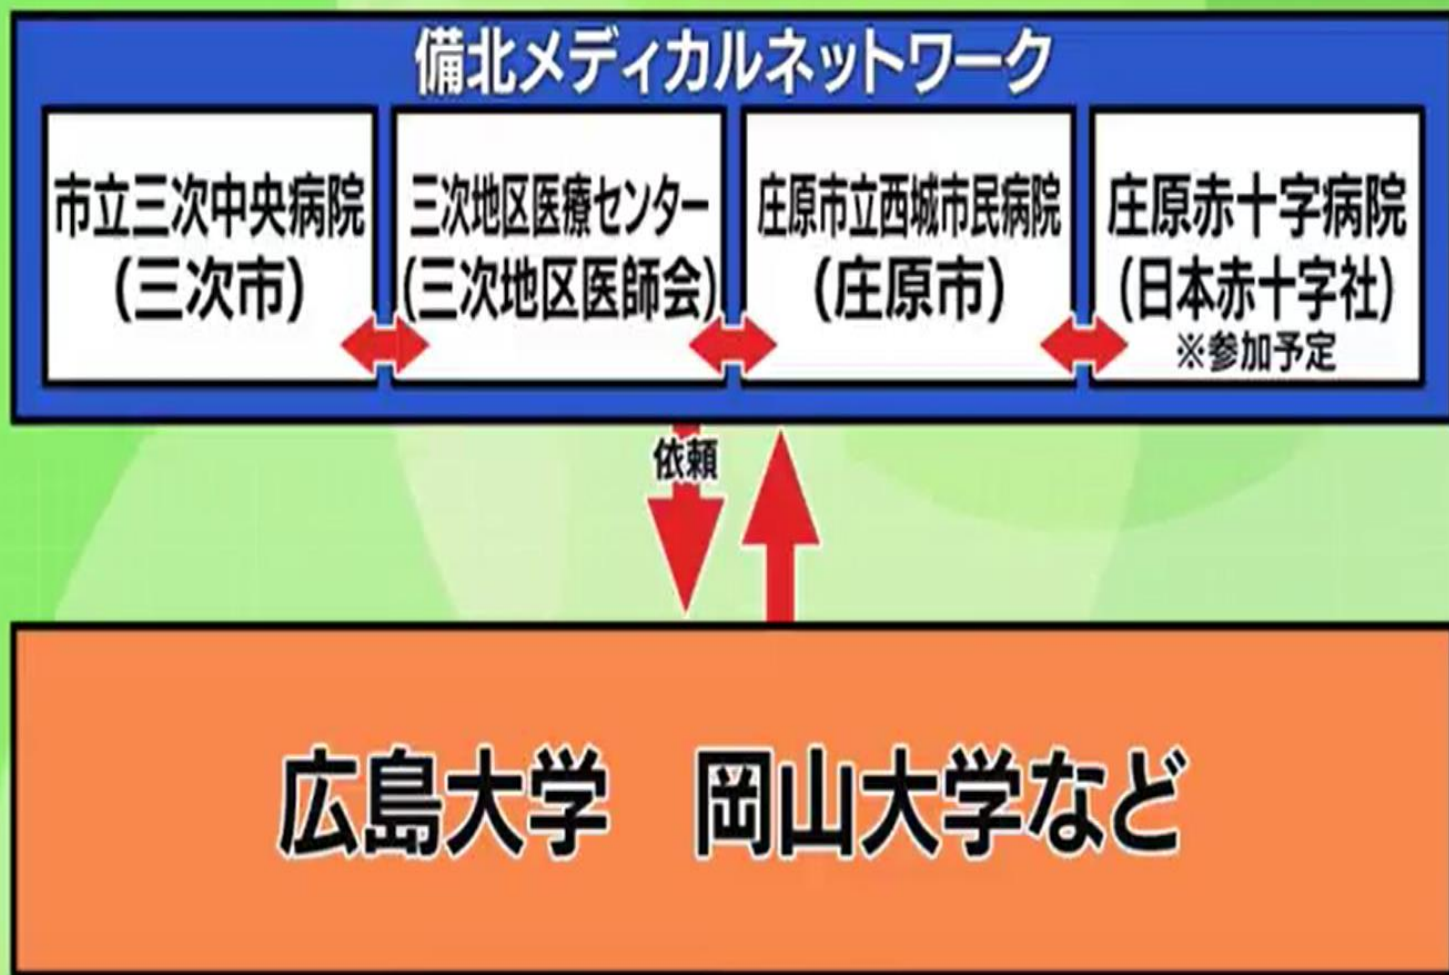 備北メディカルネットワーク
市立三次中央病院
(三次市)
三次地区医療センター
(三次地区医師会)
庄原市立西城市民病院
(庄原市)
庄原赤十字病院
(日本赤十字社)
※参加予定
依頼
広島大学　岡山大学など